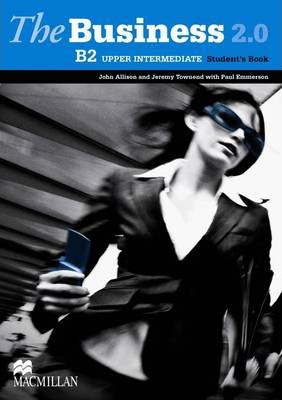 The Business 2.0
B2 UPPER INTERMEDIATE Student's Book
John Allison and Jeremy Townend with Paul Emmerson
MACMILLAN